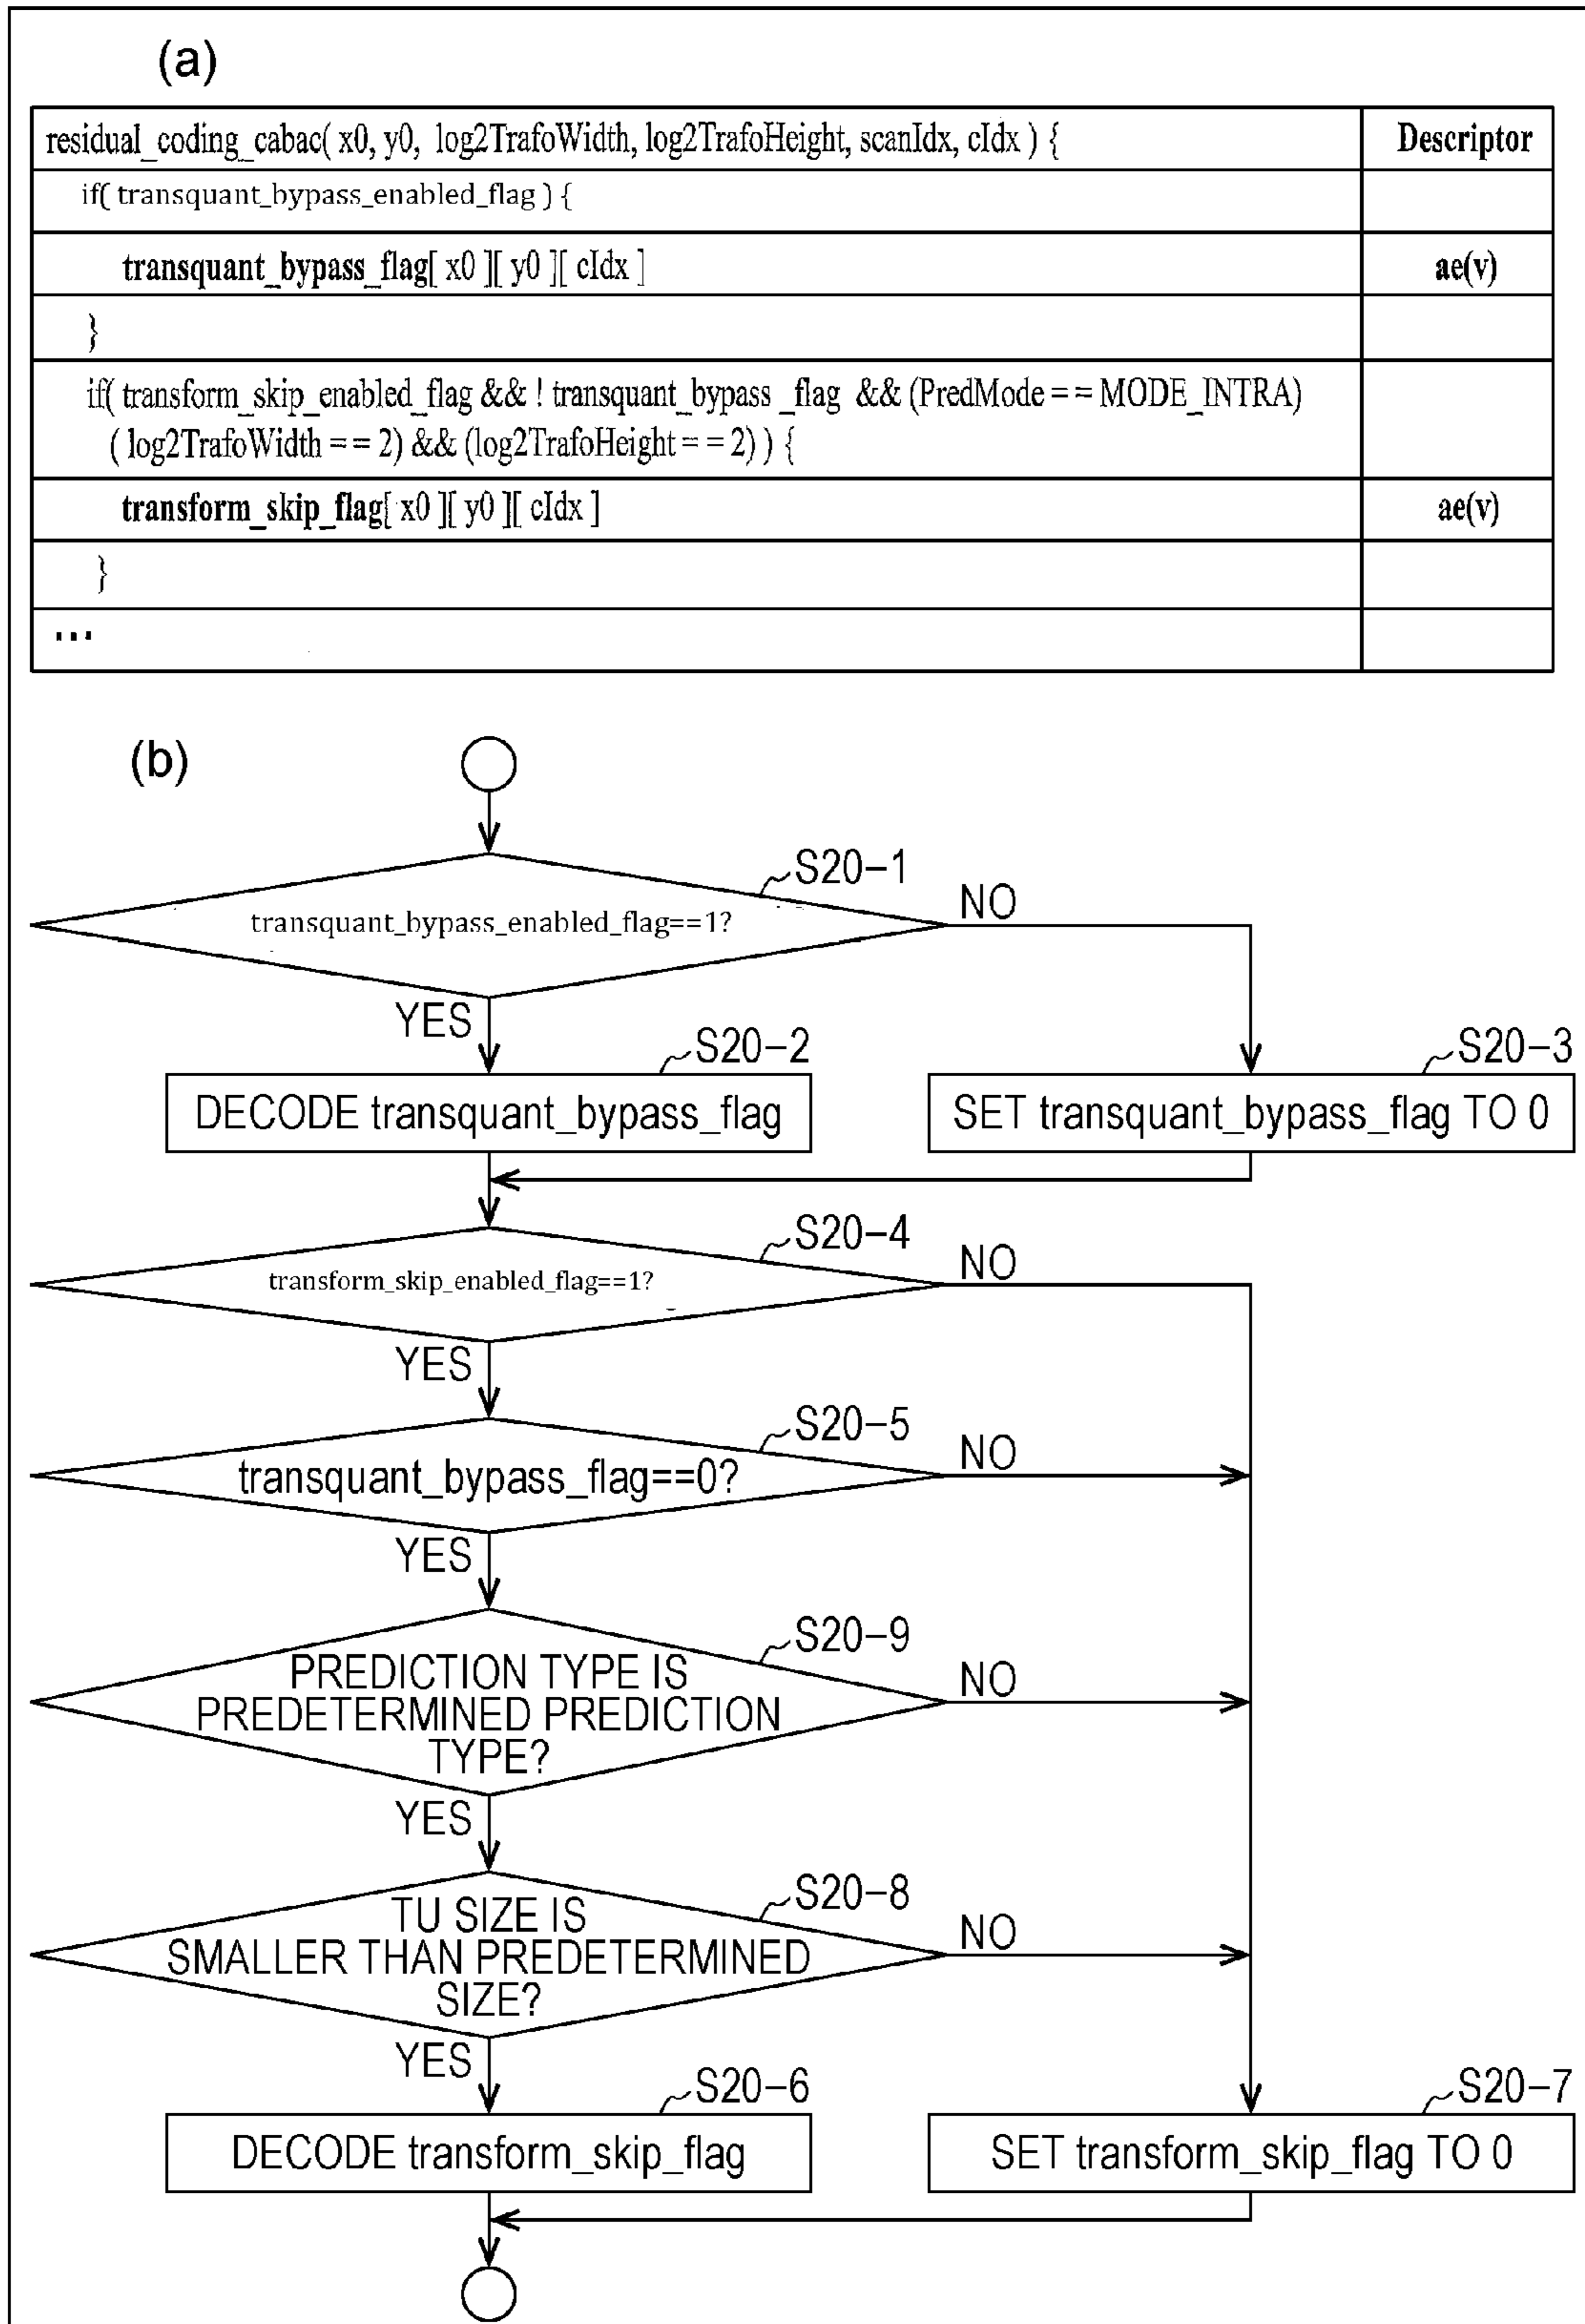 (a)
residual_coding_cabac( x0, y0, log2TrafoWidth, log2TrafoHeight, scanIdx, cIdx ) { Descriptor
if( transquant_bypass_enabled_flag ) {
transquant_bypass_flag[ x0 ][ y0 ][ cIdx ] ae(v)
}
if( transform_skip_enabled_flag && ! transquant_bypass _flag && (PredMode = = MODE_INTRA)
( log2TrafoWidth = = 2) && (log2TrafoHeight = = 2) ) {
transform_skip_flag[ x0 ][ y0 ][ cIdx ] ae(v)
}
...
(b)
S20-1
transquant_bypass_enabled_flag==1?
NO
YES
S20-2
S20-3
DECODE transquant_bypass_flag
SET transquant_bypass_flag TO 0
S20-4
transform_skip_enabled_flag==1?
NO
YES
S20-5
transquant_bypass_flag==0?
NO
YES
S20-9
PREDICTION TYPE IS
PREDETERMINED PREDICTION
TYPE?
NO
YES
S20-8
TU SIZE IS
SMALLER THAN PREDETERMINED
SIZE?
NO
YES
S20-6
S20-7
DECODE transform_skip_flag
SET transform_skip_flag TO 0